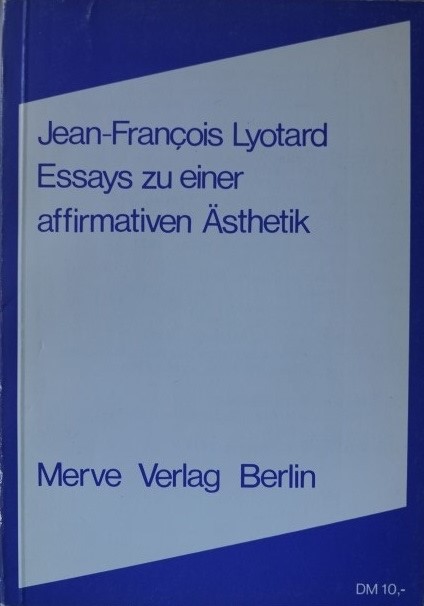 Jean-François Lyotard
Essays zu einer
affirmativen Ästhetik
Merve Verlag Berlin
DM 10,-